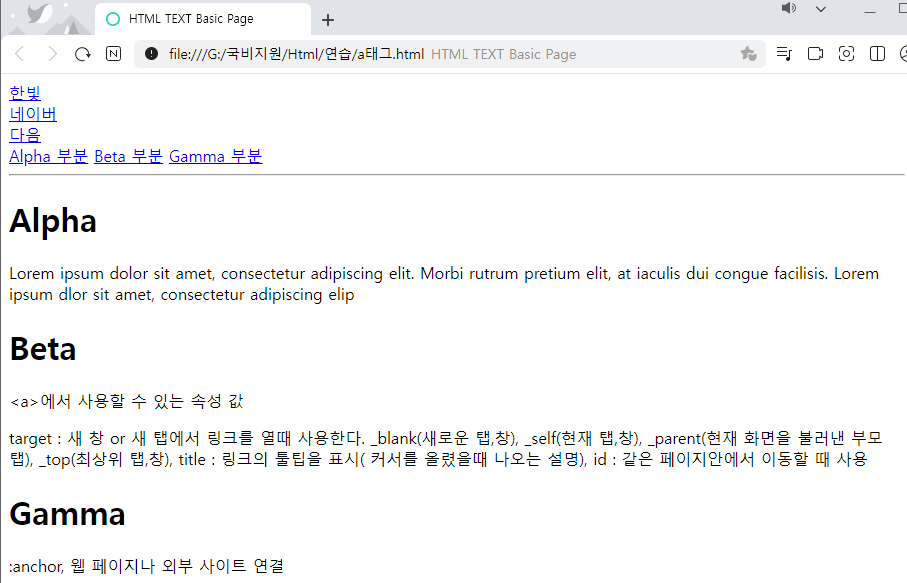 HTML TEXT Basic Page
file:///G:/국비지원/Html/연습/a태그.html HTML TEXT Basic Page
한빛
네이버
다음
Alpha 부분 Beta 부분 Gamma 부분
Alpha
Lorem ipsum dolor sit amet, consectetur adipiscing elit. Morbi rutrum pretium elit, at iaculis dui congue facilisis. Lorem
ipsum dlor sit amet, consectetur adipiscing elip
Beta
<a>에서 사용할 수 있는 속성 값
target : 새 창 or 새 탭에서 링크를 열때 사용한다. _blank(새로운 탭,창), _self(현재 탭,창), _parent(현재 화면을 불러낸 부모
탭), _top(최상위 탭,창), title : 링크의 툴팁을 표시( 커서를 올렸을때 나오는 설명), id : 같은 페이지안에서 이동할 때 사용
Gamma
:anchor, 웹 페이지나 외부 사이트 연결